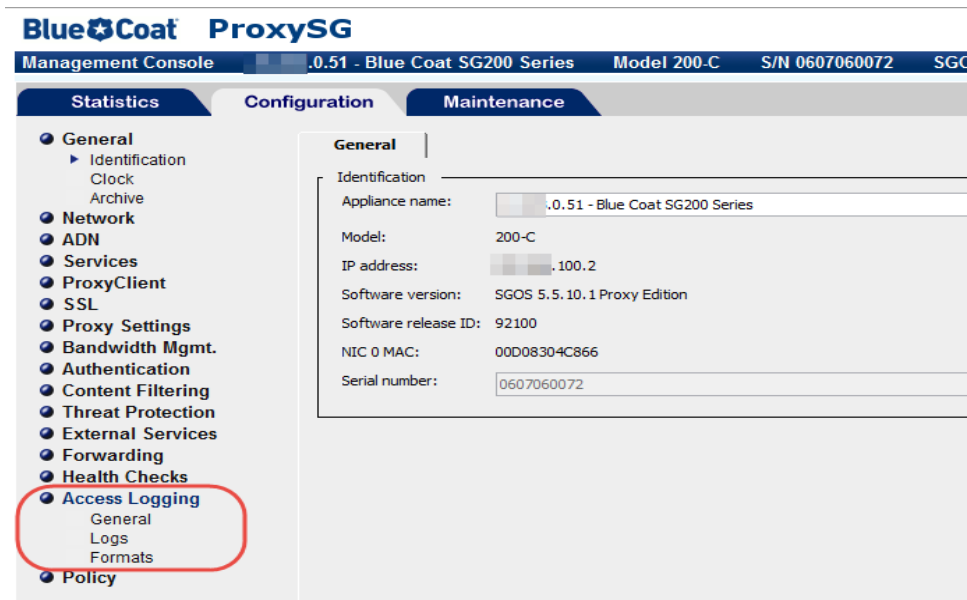 Blue Coat ProxySG
Management Console .0.51 - Blue Coat SG200 Series Model 200-C S/N 0607060072 SGO
Statistics Configuration Maintenance
General
Identification
Clock
Archive
Network
ADN
Services
ProxyClient
SSL
Proxy Settings
Bandwidth Mgmt.
Authentication
Content Filtering
Threat Protection
External Services
Forwarding
Health Checks
Access Logging
General
Logs
Formats
Policy
General
Identification
Appliance name: .0.51 - Blue Coat SG200 Series
Model: 200-C
IP address: .100.2
Software version: SGOS 5.5.10.1 Proxy Edition
Software release ID: 92100
NIC 0 MAC: 00D08304C866
Serial number: 0607060072